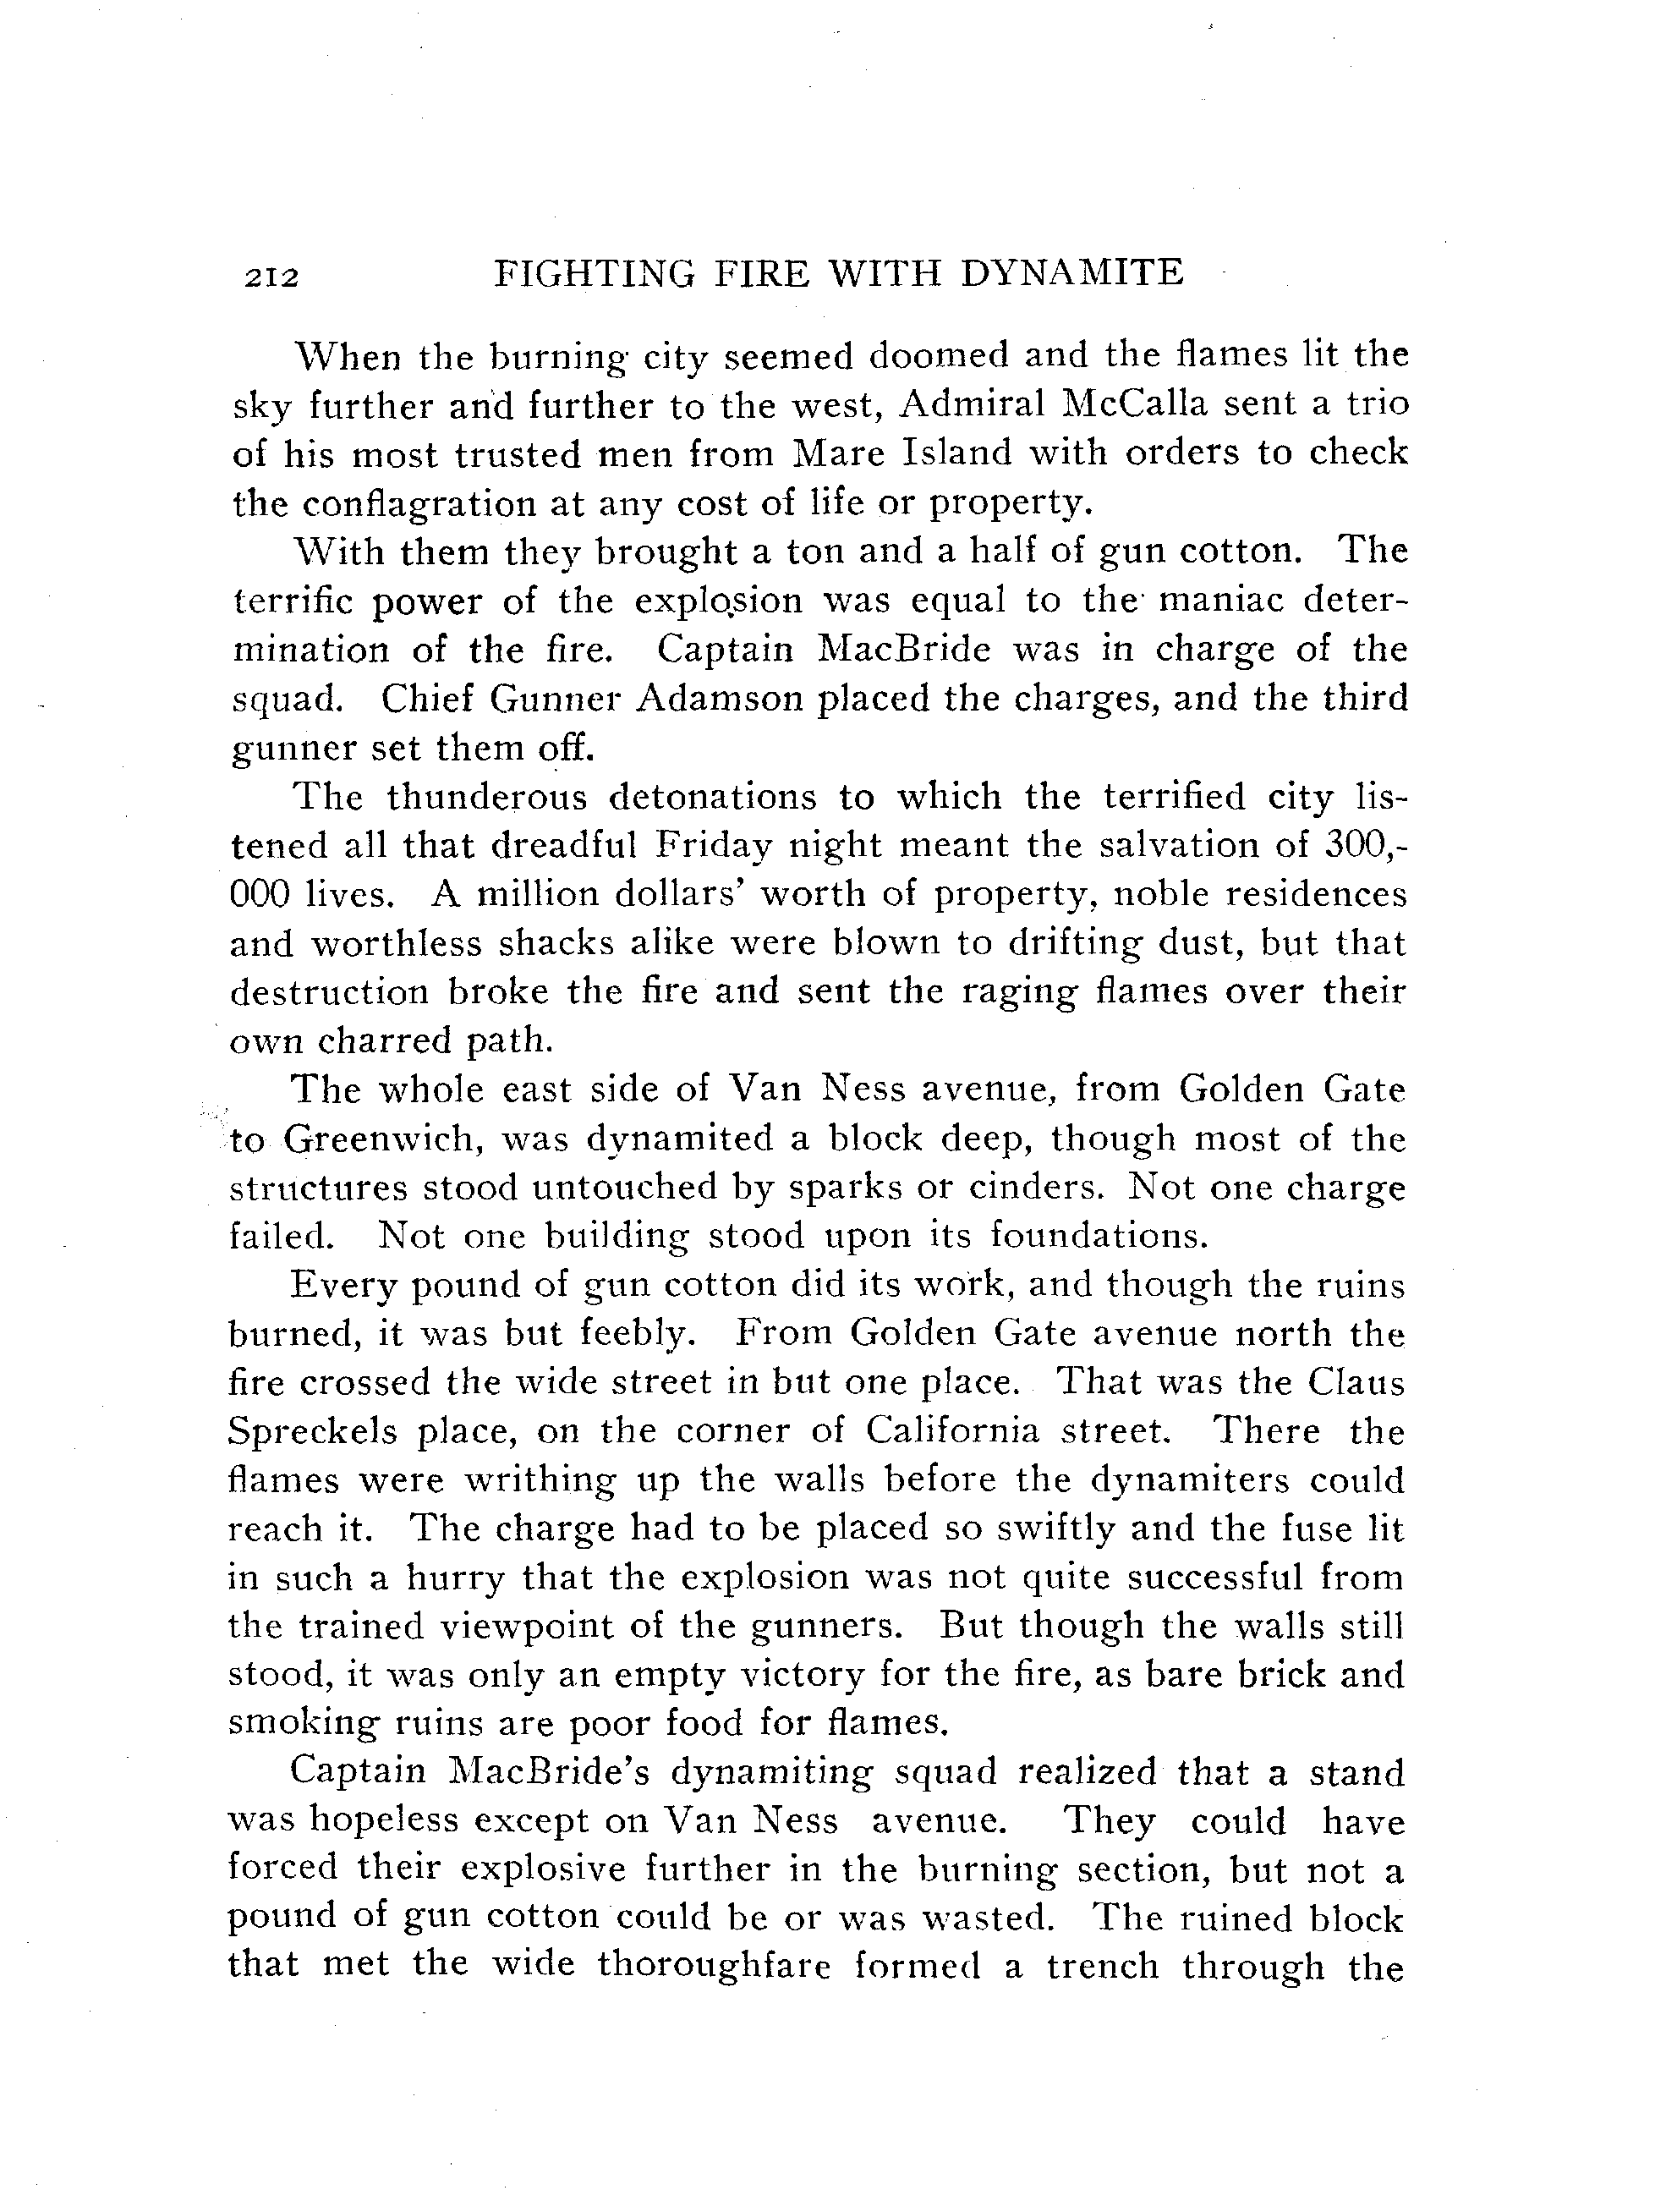 212 FIGHTING FIRE WITH DYNAMITE
When the burning city seemed doomed and the flames lit the
sky further and further to the west, Admiral McCalla sent a trio
of his most trusted men from Mare Island with orders to check
the conflagration at any cost of life or property.
With them they brought a ton and a half of gun cotton. The
terrific power of the explosion was equal to the maniac deter-
mination of the fire. Captain MacBride was in charge of the
squad. Chief Gunner Adamson placed the charges, and the third
gunner set them off.
The thunderous detonations to which the terrified city lis-
tened all that dreadful Friday night meant the salvation of 300,-
000 lives. A million dollars’ worth of property, noble residences
and worthless shacks alike were blown to drifting dust, but that
destruction broke the fire and sent the raging flames over their
own charred path.
The whole east side of Van Ness avenue, from Golden Gate
to Greenwich, was dynamited a block deep, though most of the
structures stood untouched by sparks or cinders. Not one charge
failed. Not one building stood upon its foundations.
Every pound of gun cotton did its work, and though the ruins
burned, it was but feebly. From Golden Gate avenue north the
fire crossed the wide street in but one place. That was the Claus
Spreckels place, on the corner of California street. There the
flames were writhing up the walls before the dynamiters could
reach it. The charge had to be placed so swiftly and the fuse lit
in such a hurry that the explosion was not quite successful from
the trained viewpoint of the gunners. But though the walls still
stood, it was only an empty victory for the fire, as bare brick and
smoking ruins are poor food for flames.
Captain MacBride’s dynamiting squad realized that a stand
was hopeless except on Van Ness avenue. They could have
forced their explosive further in the burning section, but not a
pound of gun cotton could be or was wasted. The ruined block
that met the wide thoroughfare formed a trench through the